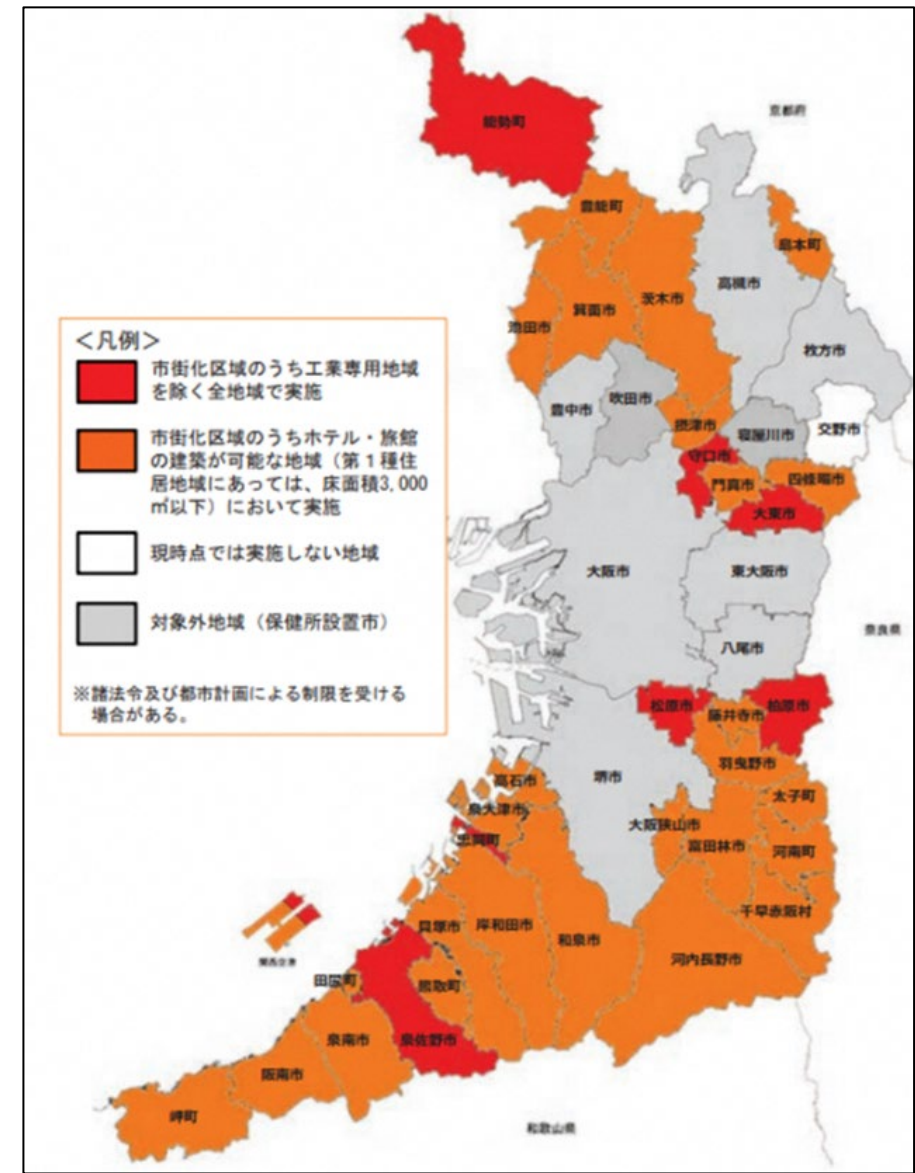 能勢町
京都府
豊能町
島本町
高槻市
茨木市
箕面市
池田市
枚方市
吹田市
豊中市
摂津市
寝屋川市
交野市
守口市
門真市
四條畷市
大東市
<凡例>
市街化区域のうち工業専用地域
を除く全地域で実施
市街化区域のうちホテル・旅館
の建築が可能な地域(第1種住
居地域にあっては、床面積3,000
㎡以下)において実施
現時点では実施しない地域
対象外地域(保健所設置市)
※諸法令及び都市計画による制限を受ける
場合がある。
大阪市
東大阪市
奈良県
八尾市
松原市
藤井寺市
柏原市
羽曳野市
高石市
堺市
太子町
泉大津市
大阪狭山市
忠岡町
富田林市
河南町
千早赤阪村
貝塚市
岸和田市
和泉市
河内長野市
関西空港
田尻町
熊取町
泉南市
泉佐野市
阪南市
岬町
和歌山県